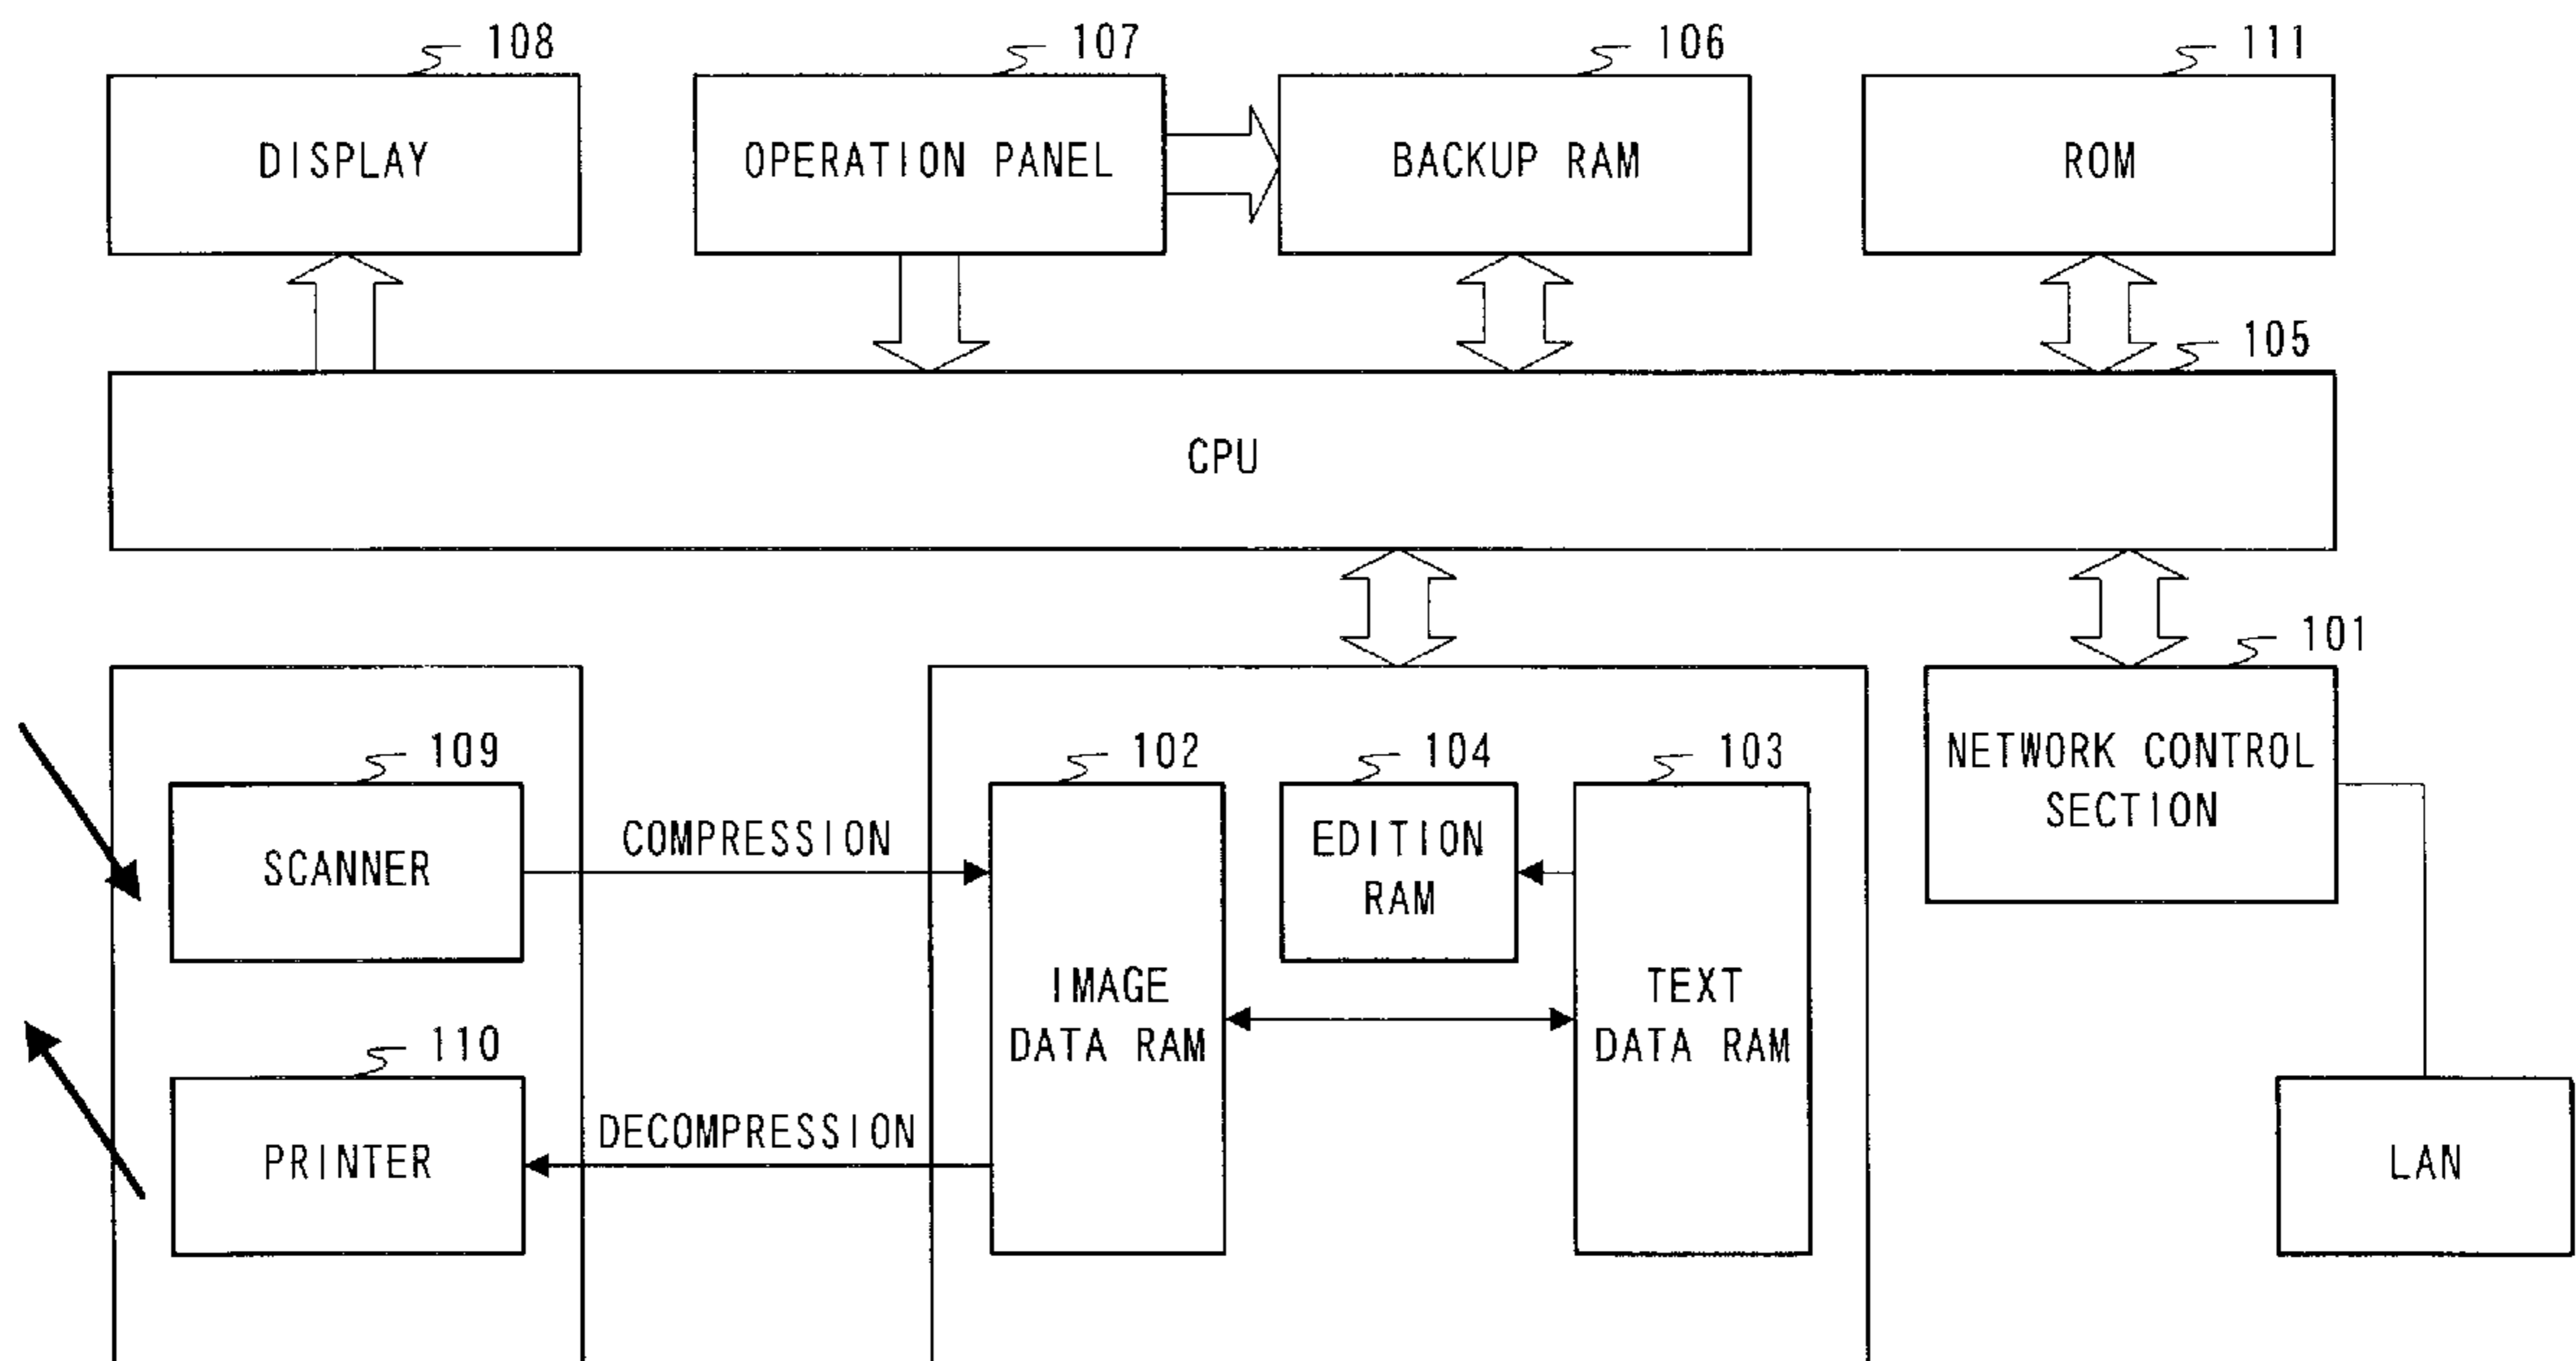 108
107
106
111
DISPLAY
OPERATION PANEL
BACKUP RAM
ROM
105
CPU
101
NETWORK CONTROL
SECTION
109
102
104
103
SCANNER
COMPRESSION
EDITION
RAM
IMAGE
DATA RAM
TEXT
DATA RAM
110
PRINTER
DECOMPRESSION
LAN